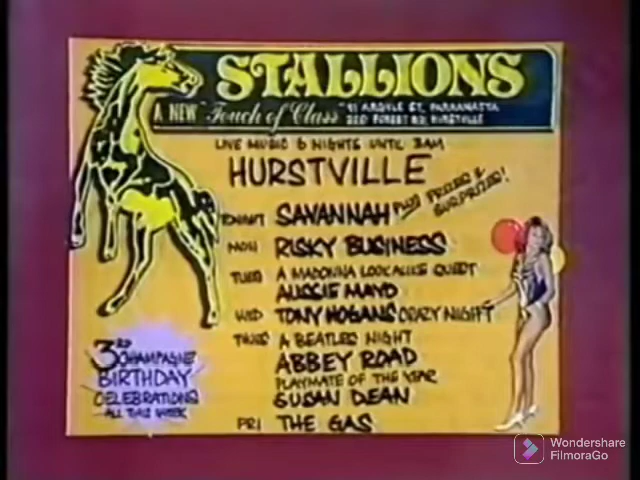 STALLIONS
A NEW "Touch of Class" 91 ARGYLE ST, PARRAMATTA
FOREST RD, HURSTVILLE
LIVE MUSIC 6 NIGHTS UNTIL 3AM
HURSTVILLE
TONIGHT SAVANNAH PLUS PRIZES & SURPRIZES!
MON RISKY BUSINESS
TUES A MADONNA LOOKALIKE QUEST
AUSSIE MAYD
WED TONY HOGANS CRAZY NIGHT
THURS A BEATLES NIGHT
ABBEY ROAD
PLAYMATE OF THE YEAR
SUSAN DEAN
FRI THE GAS
3RD CHAMPAGNE
BIRTHDAY
CELEBRATIONS
ALL THIS WEEK
Wondershare
FilmoraGo